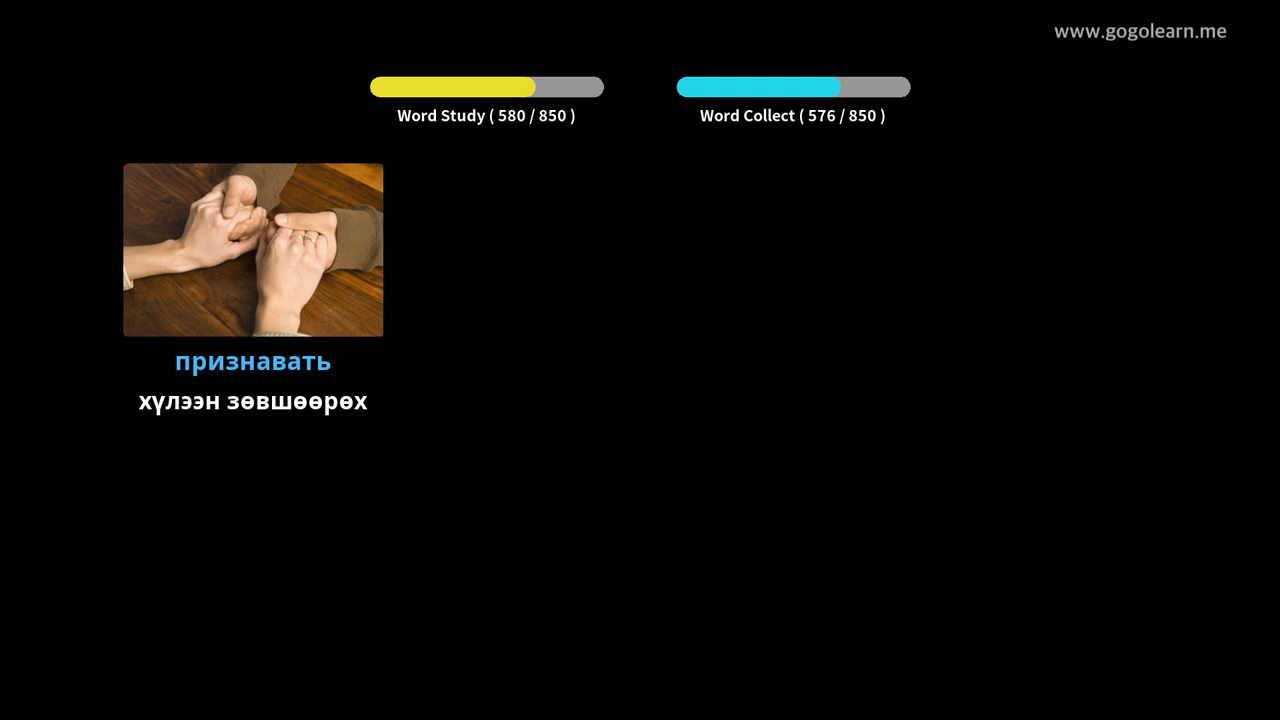 www.gogolearn.me
Word Study ( 580 / 850 )
Word Collect ( 576 / 850 )
признавать
хүлээн зөвшөөрөх